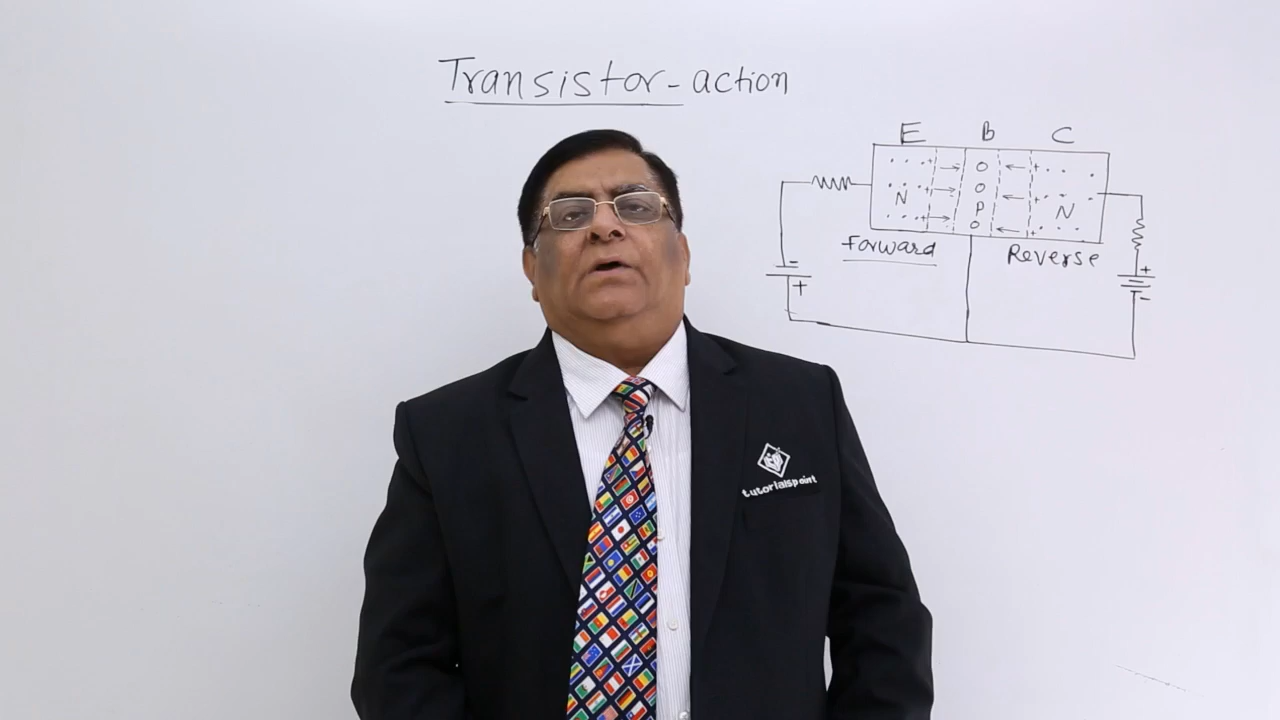 Transistor-action
E B C
N P N
Forward Reverse
- +
+ -
tutorialspoint